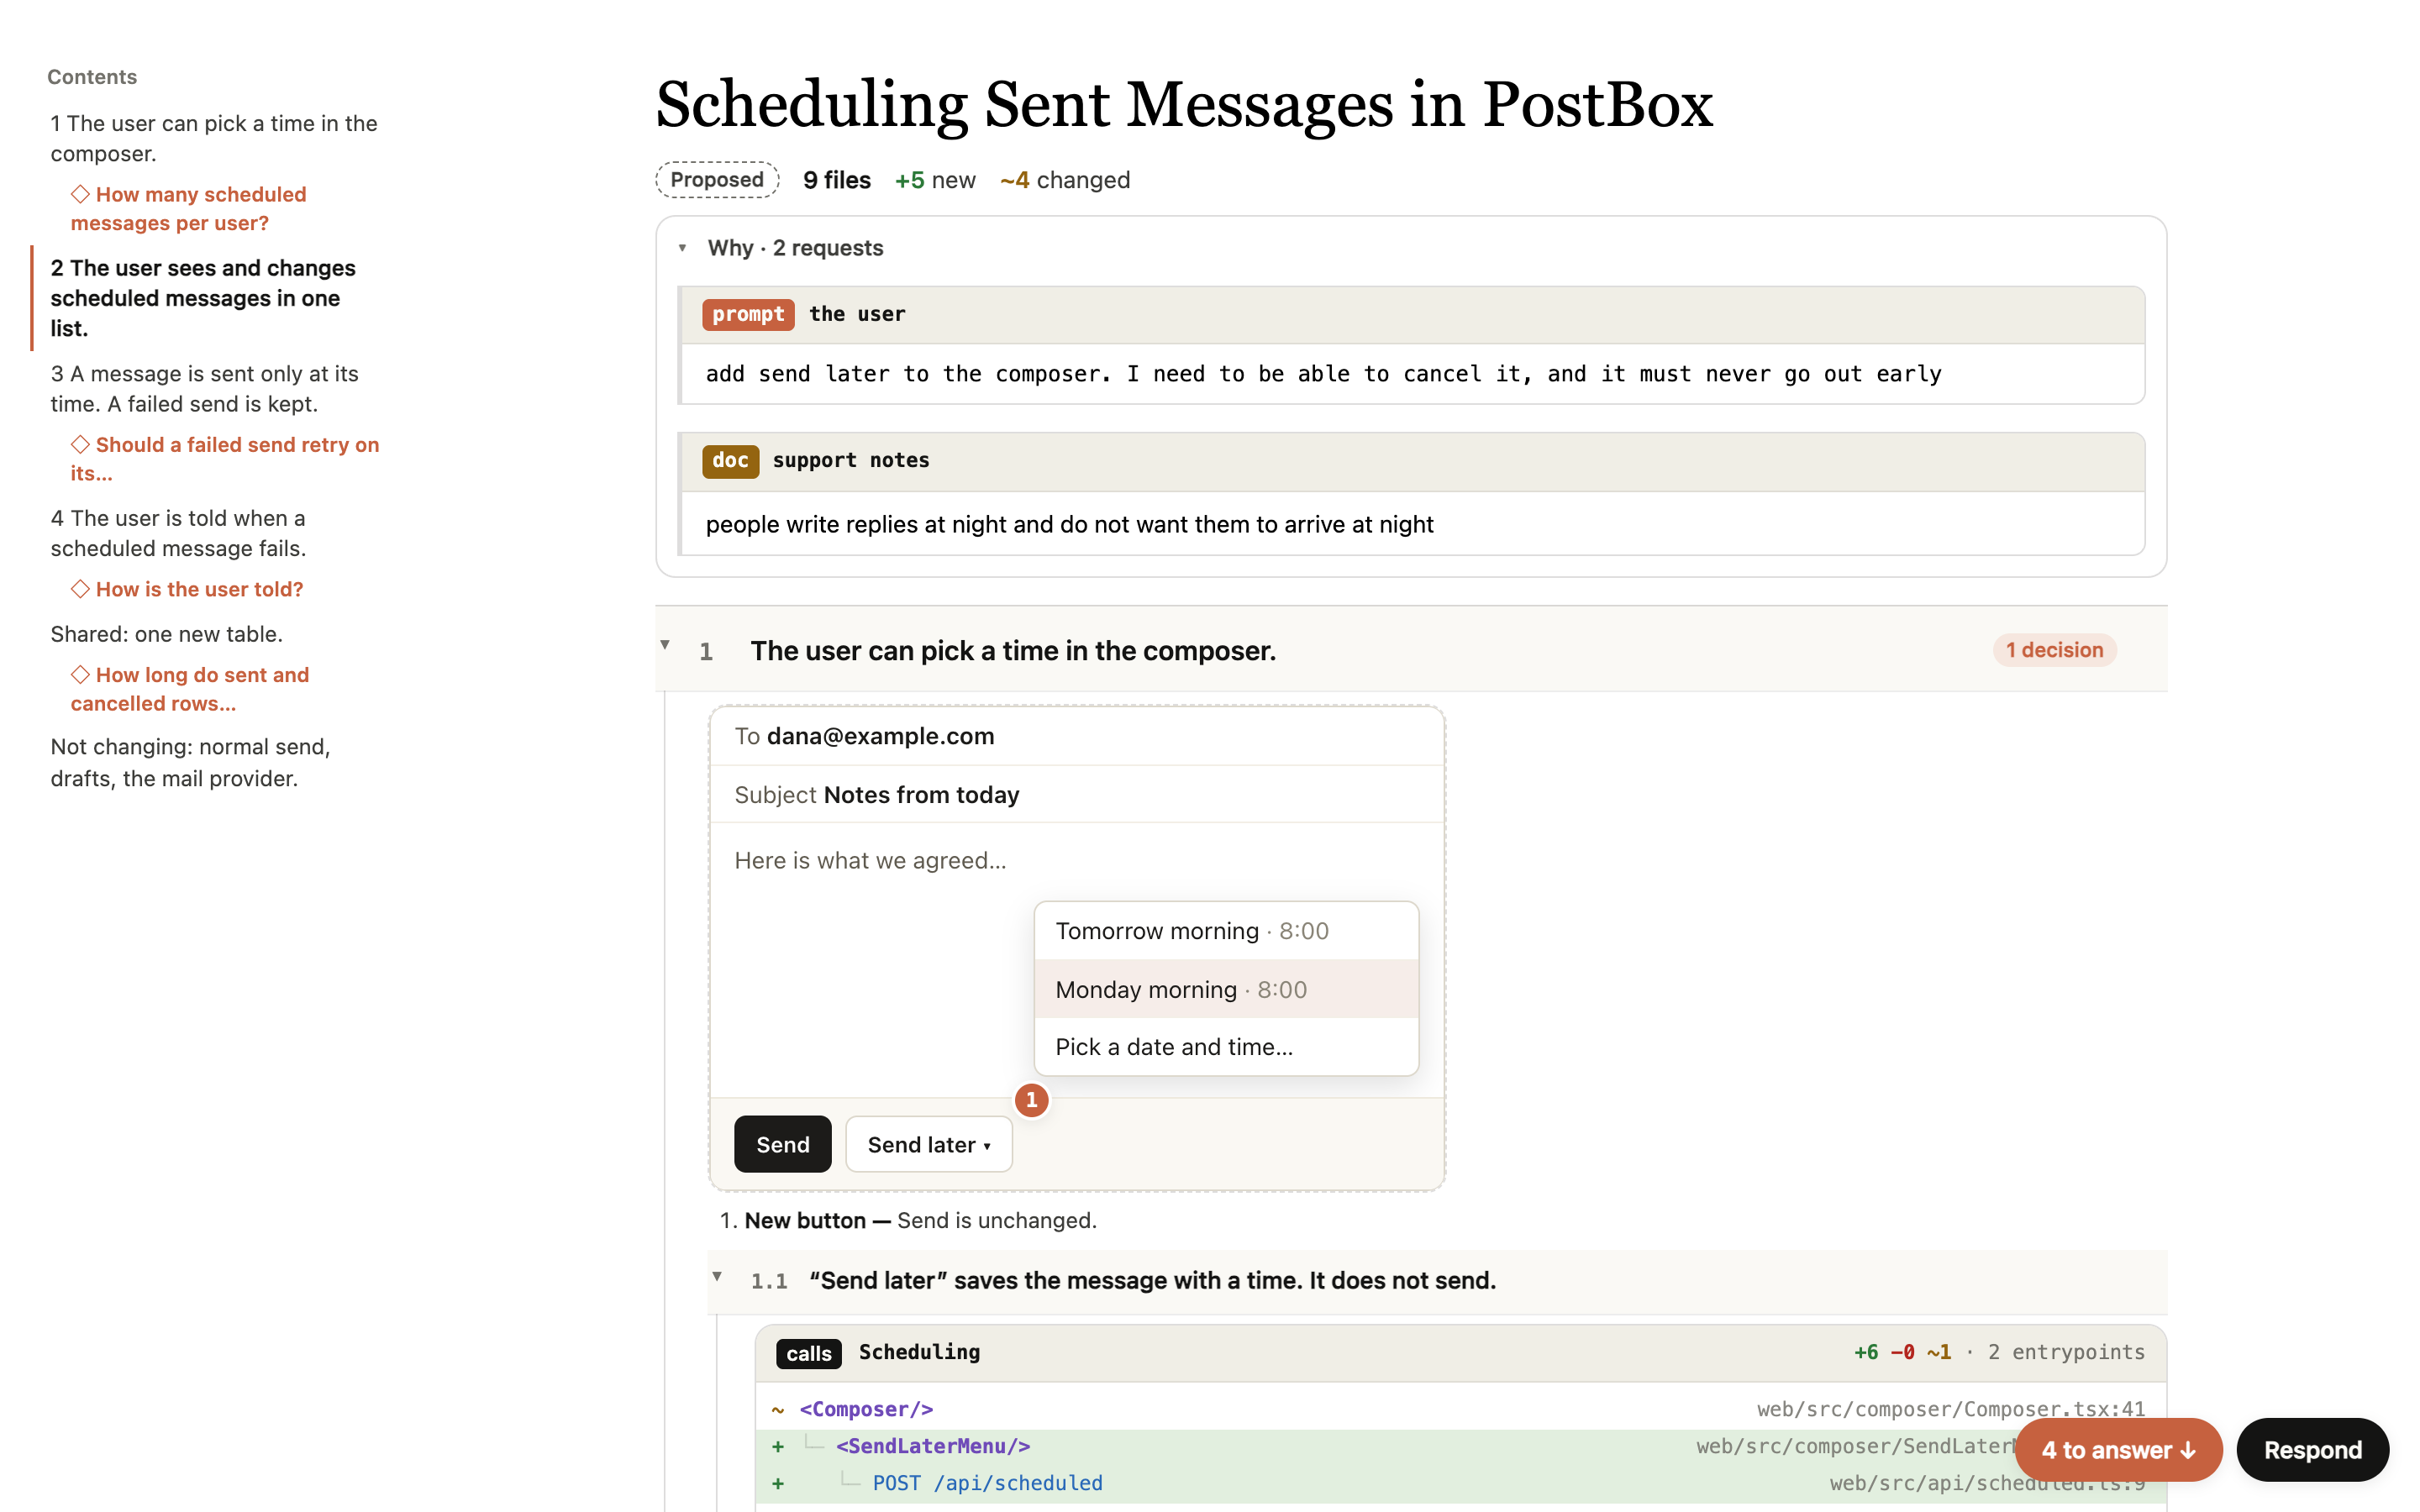 Contents
1 The user can pick a time in the
composer.
◇ How many scheduled
messages per user?
2 The user sees and changes
scheduled messages in one
list.
3 A message is sent only at its
time. A failed send is kept.
◇ Should a failed send retry on
its...
4 The user is told when a
scheduled message fails.
◇ How is the user told?
Shared: one new table.
◇ How long do sent and
cancelled rows...
Not changing: normal send,
drafts, the mail provider.
Scheduling Sent Messages in PostBox
Proposed 9 files +5 new ~4 changed
▾ Why · 2 requests
prompt the user
add send later to the composer. I need to be able to cancel it, and it must never go out early
doc support notes
people write replies at night and do not want them to arrive at night
▾ 1 The user can pick a time in the composer. 1 decision
To dana@example.com
Subject Notes from today
Here is what we agreed...
Tomorrow morning · 8:00
Monday morning · 8:00
Pick a date and time...
1
Send Send later ▾
1. New button — Send is unchanged.
▾ 1.1 “Send later” saves the message with a time. It does not send.
calls Scheduling +6 −0 ~1 · 2 entrypoints
~ <Composer/> web/src/composer/Composer.tsx:41
+ <SendLaterMenu/> web/src/composer/SendLater
+ POST /api/scheduled web/src/api/scheduled.ts:9
4 to answer ↓ Respond